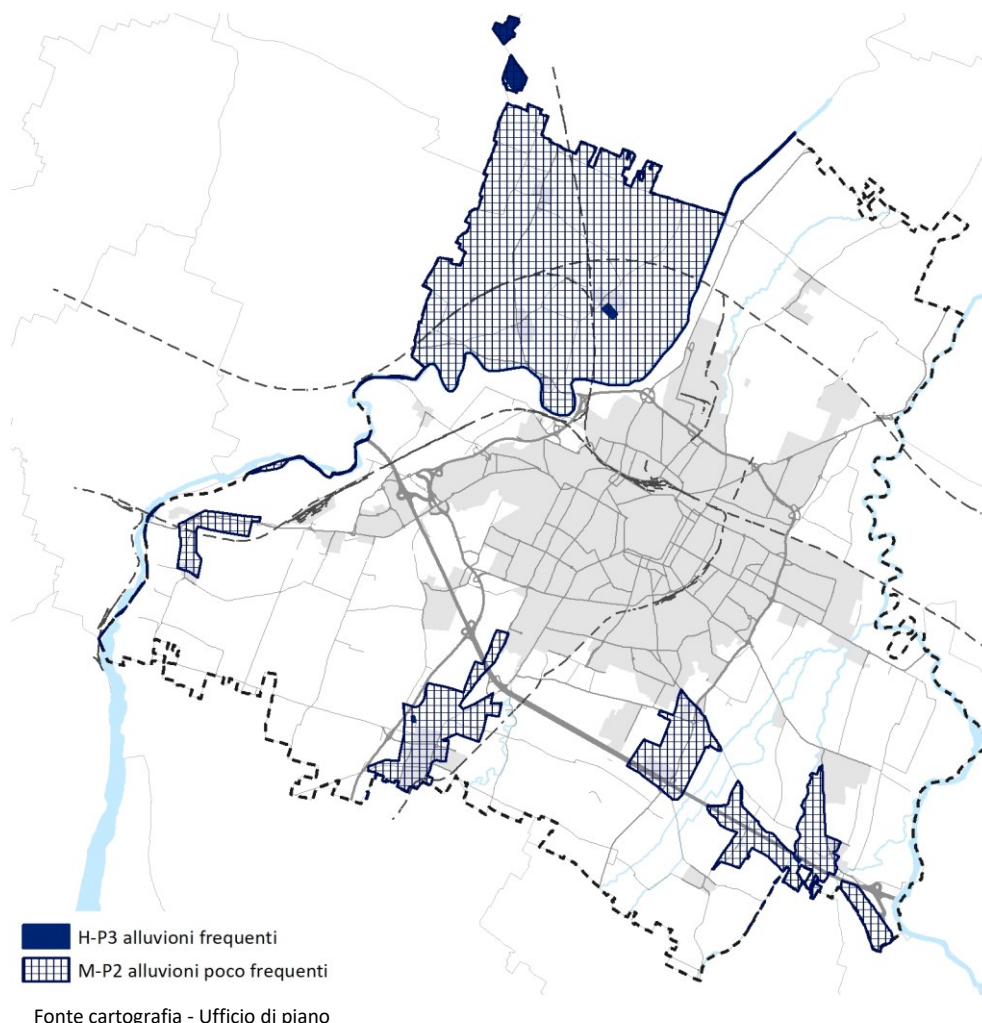 H-P3 alluvioni frequenti
M-P2 alluvioni poco frequenti
Fonte cartografia - Ufficio di piano